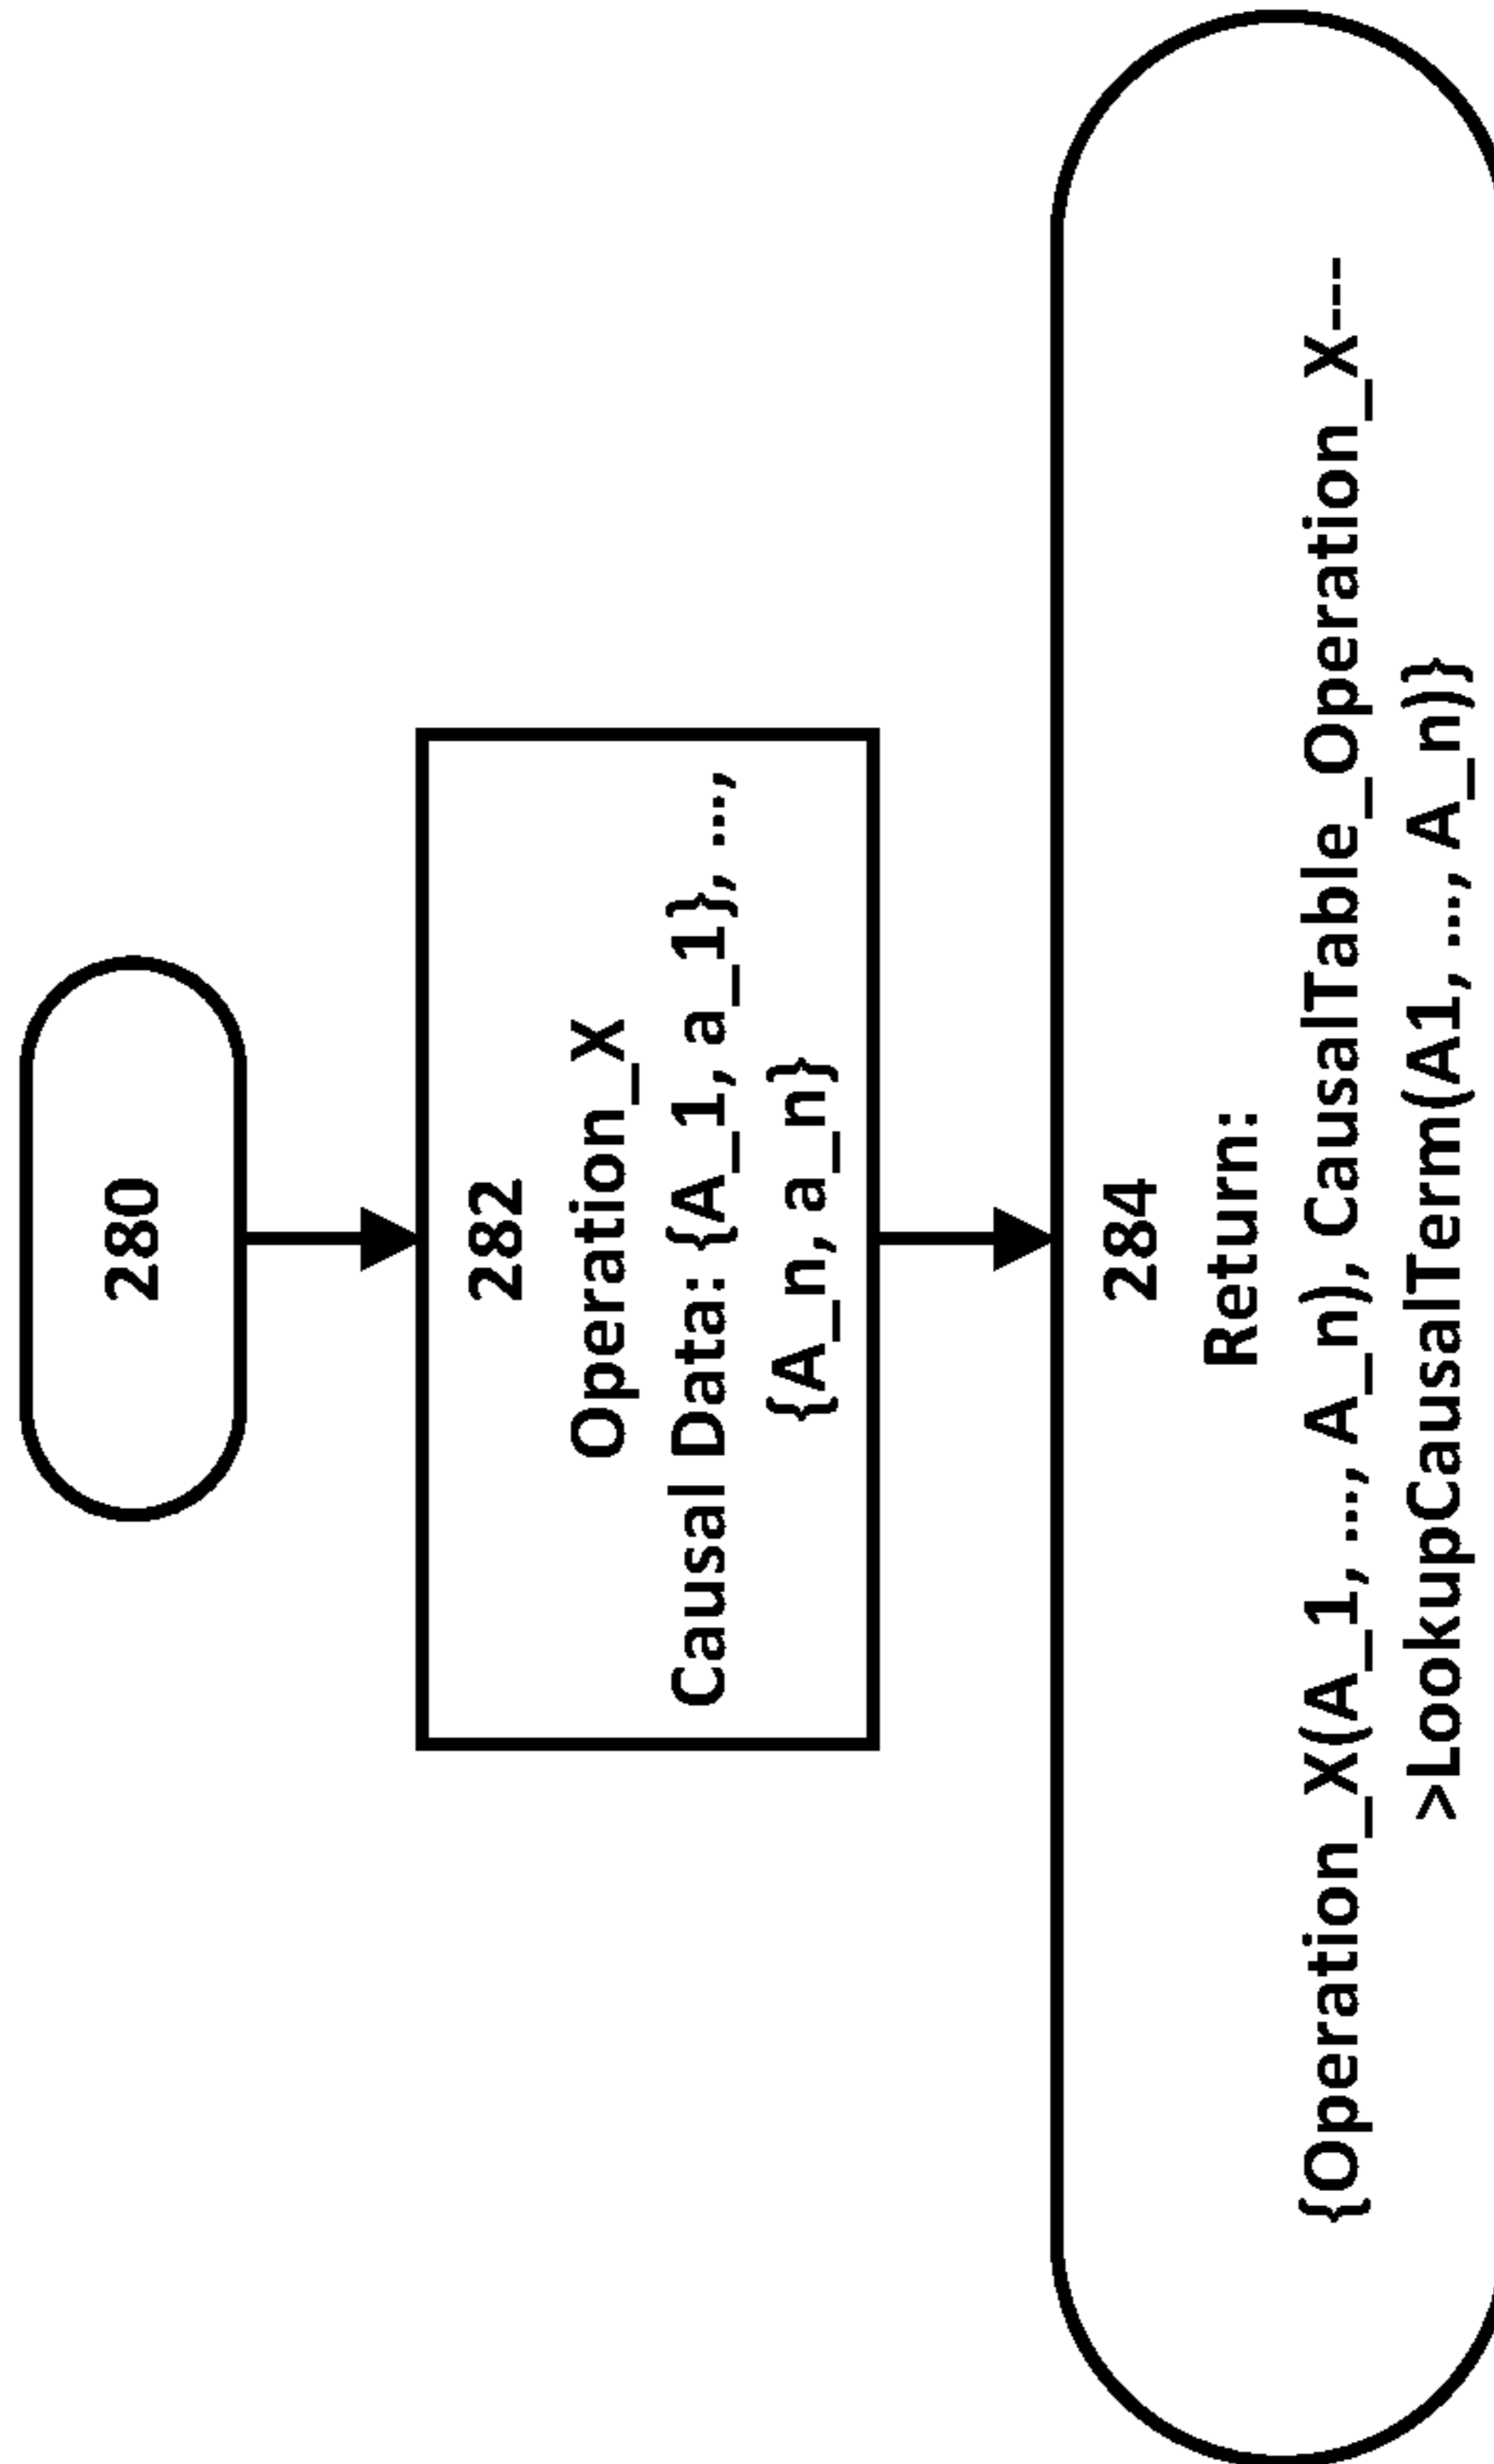 280
282
Operation_X
Causal Data: {A_1, a_1}, ...,
{A_n, a_n}
284
Return:
{Operation_X(A_1, ..., A_n), CausalTable_Operation_X---
>LookupCausalTerm(A1, ..., A_n)}